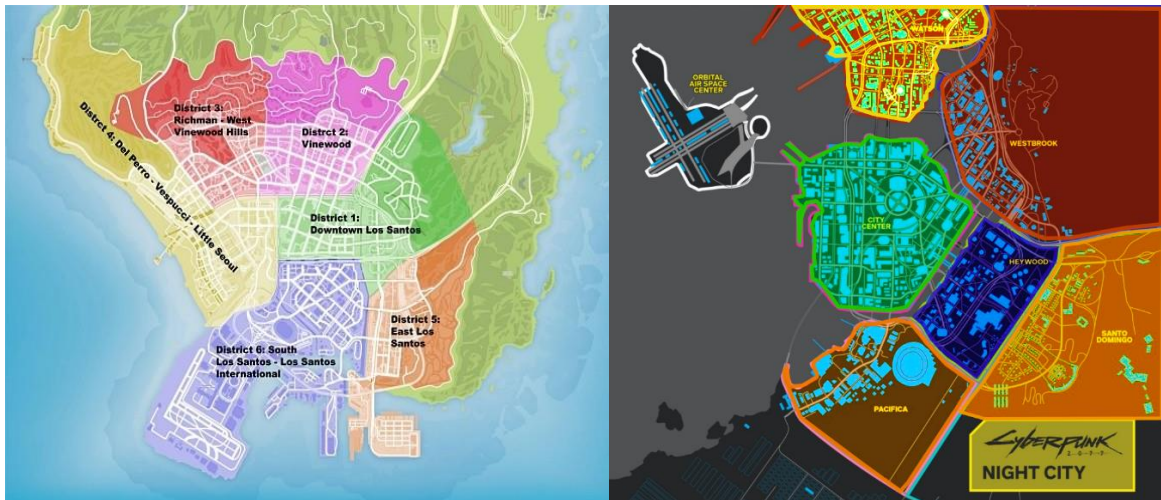 District 3:
Richman - West
Vinewood Hills
Distrct 2:
Vinewood
Distrct 4: Del Perro - Vespucci - Little Seoul
District 1:
Downtown Los Santos
District 5:
East Los
Santos
District 6: South
Los Santos - Los Santos
International
WATSON
ORBITAL
AIR SPACE
CENTER
WESTBROOK
CITY
CENTER
HEYWOOD
SANTO
DOMINGO
PACIFICA
Cyberpunk
2077
NIGHT CITY